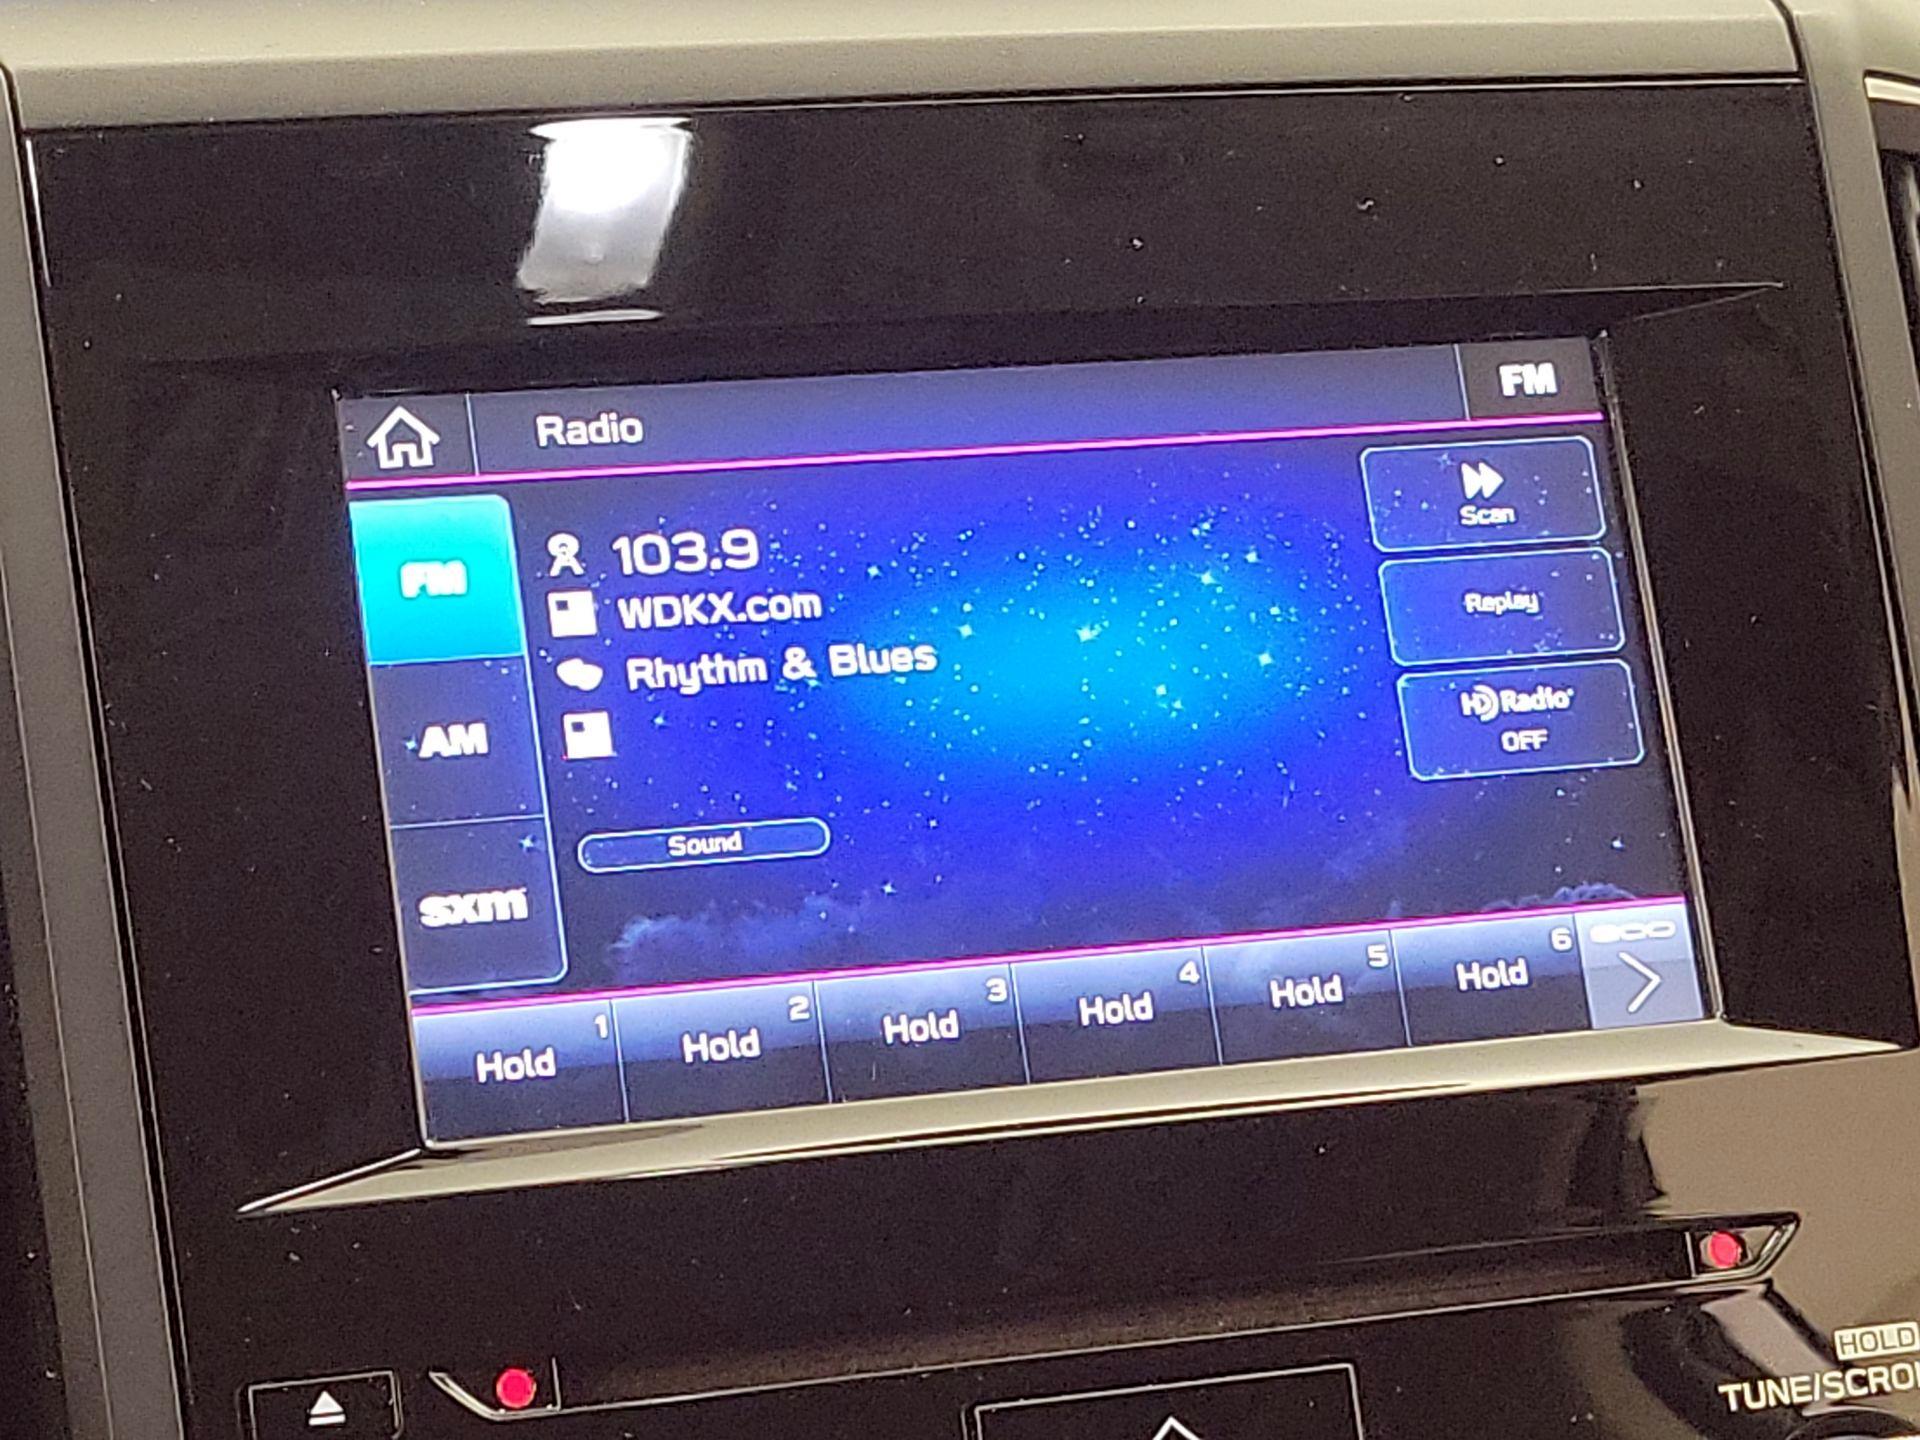 Radio
FM
FM
AM
sxm
103.9
WDKX.com
Rhythm & Blues
Sound
Scan
Replay
HD Radio
OFF
1
Hold
2
Hold
3
Hold
4
Hold
5
Hold
6
Hold
HOLD
TUNE/SCRO